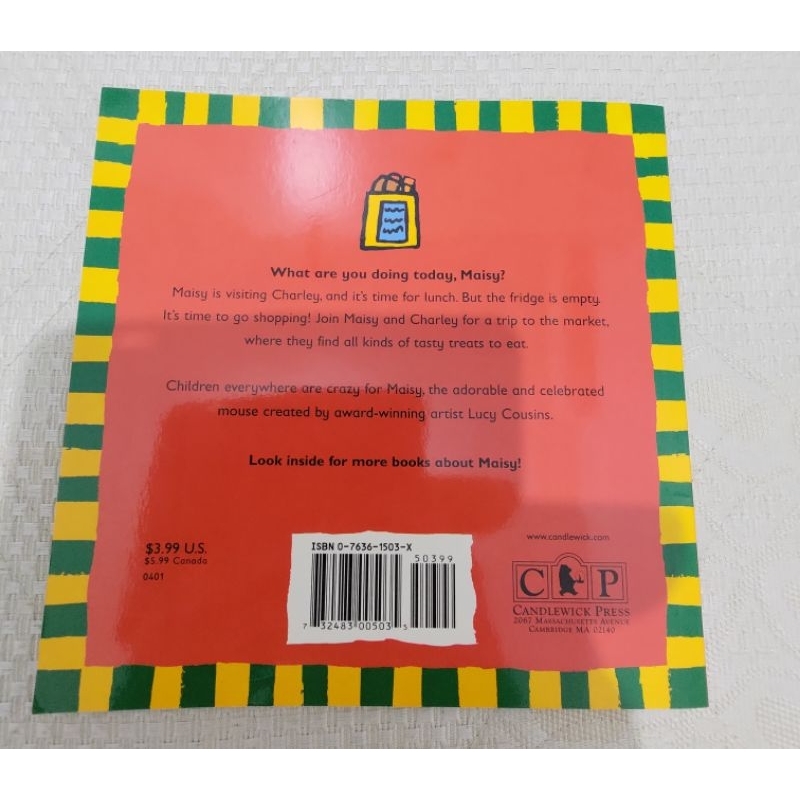 What are you doing today, Maisy?
Maisy is visiting Charley, and it's time for lunch. But the fridge is empty.
It's time to go shopping! Join Maisy and Charley for a trip to the market,
where they find all kinds of tasty treats to eat.
Children everywhere are crazy for Maisy, the adorable and celebrated
mouse created by award-winning artist Lucy Cousins.
Look inside for more books about Maisy!
$3.99 U.S.
$5.99 Canada
0401
ISBN 0-7636-1503-X
50399
7 32483 00503 5
www.candlewick.com
C P
CANDLEWICK PRESS
2067 MASSACHUSETTS AVENUE
CAMBRIDGE MA 02140